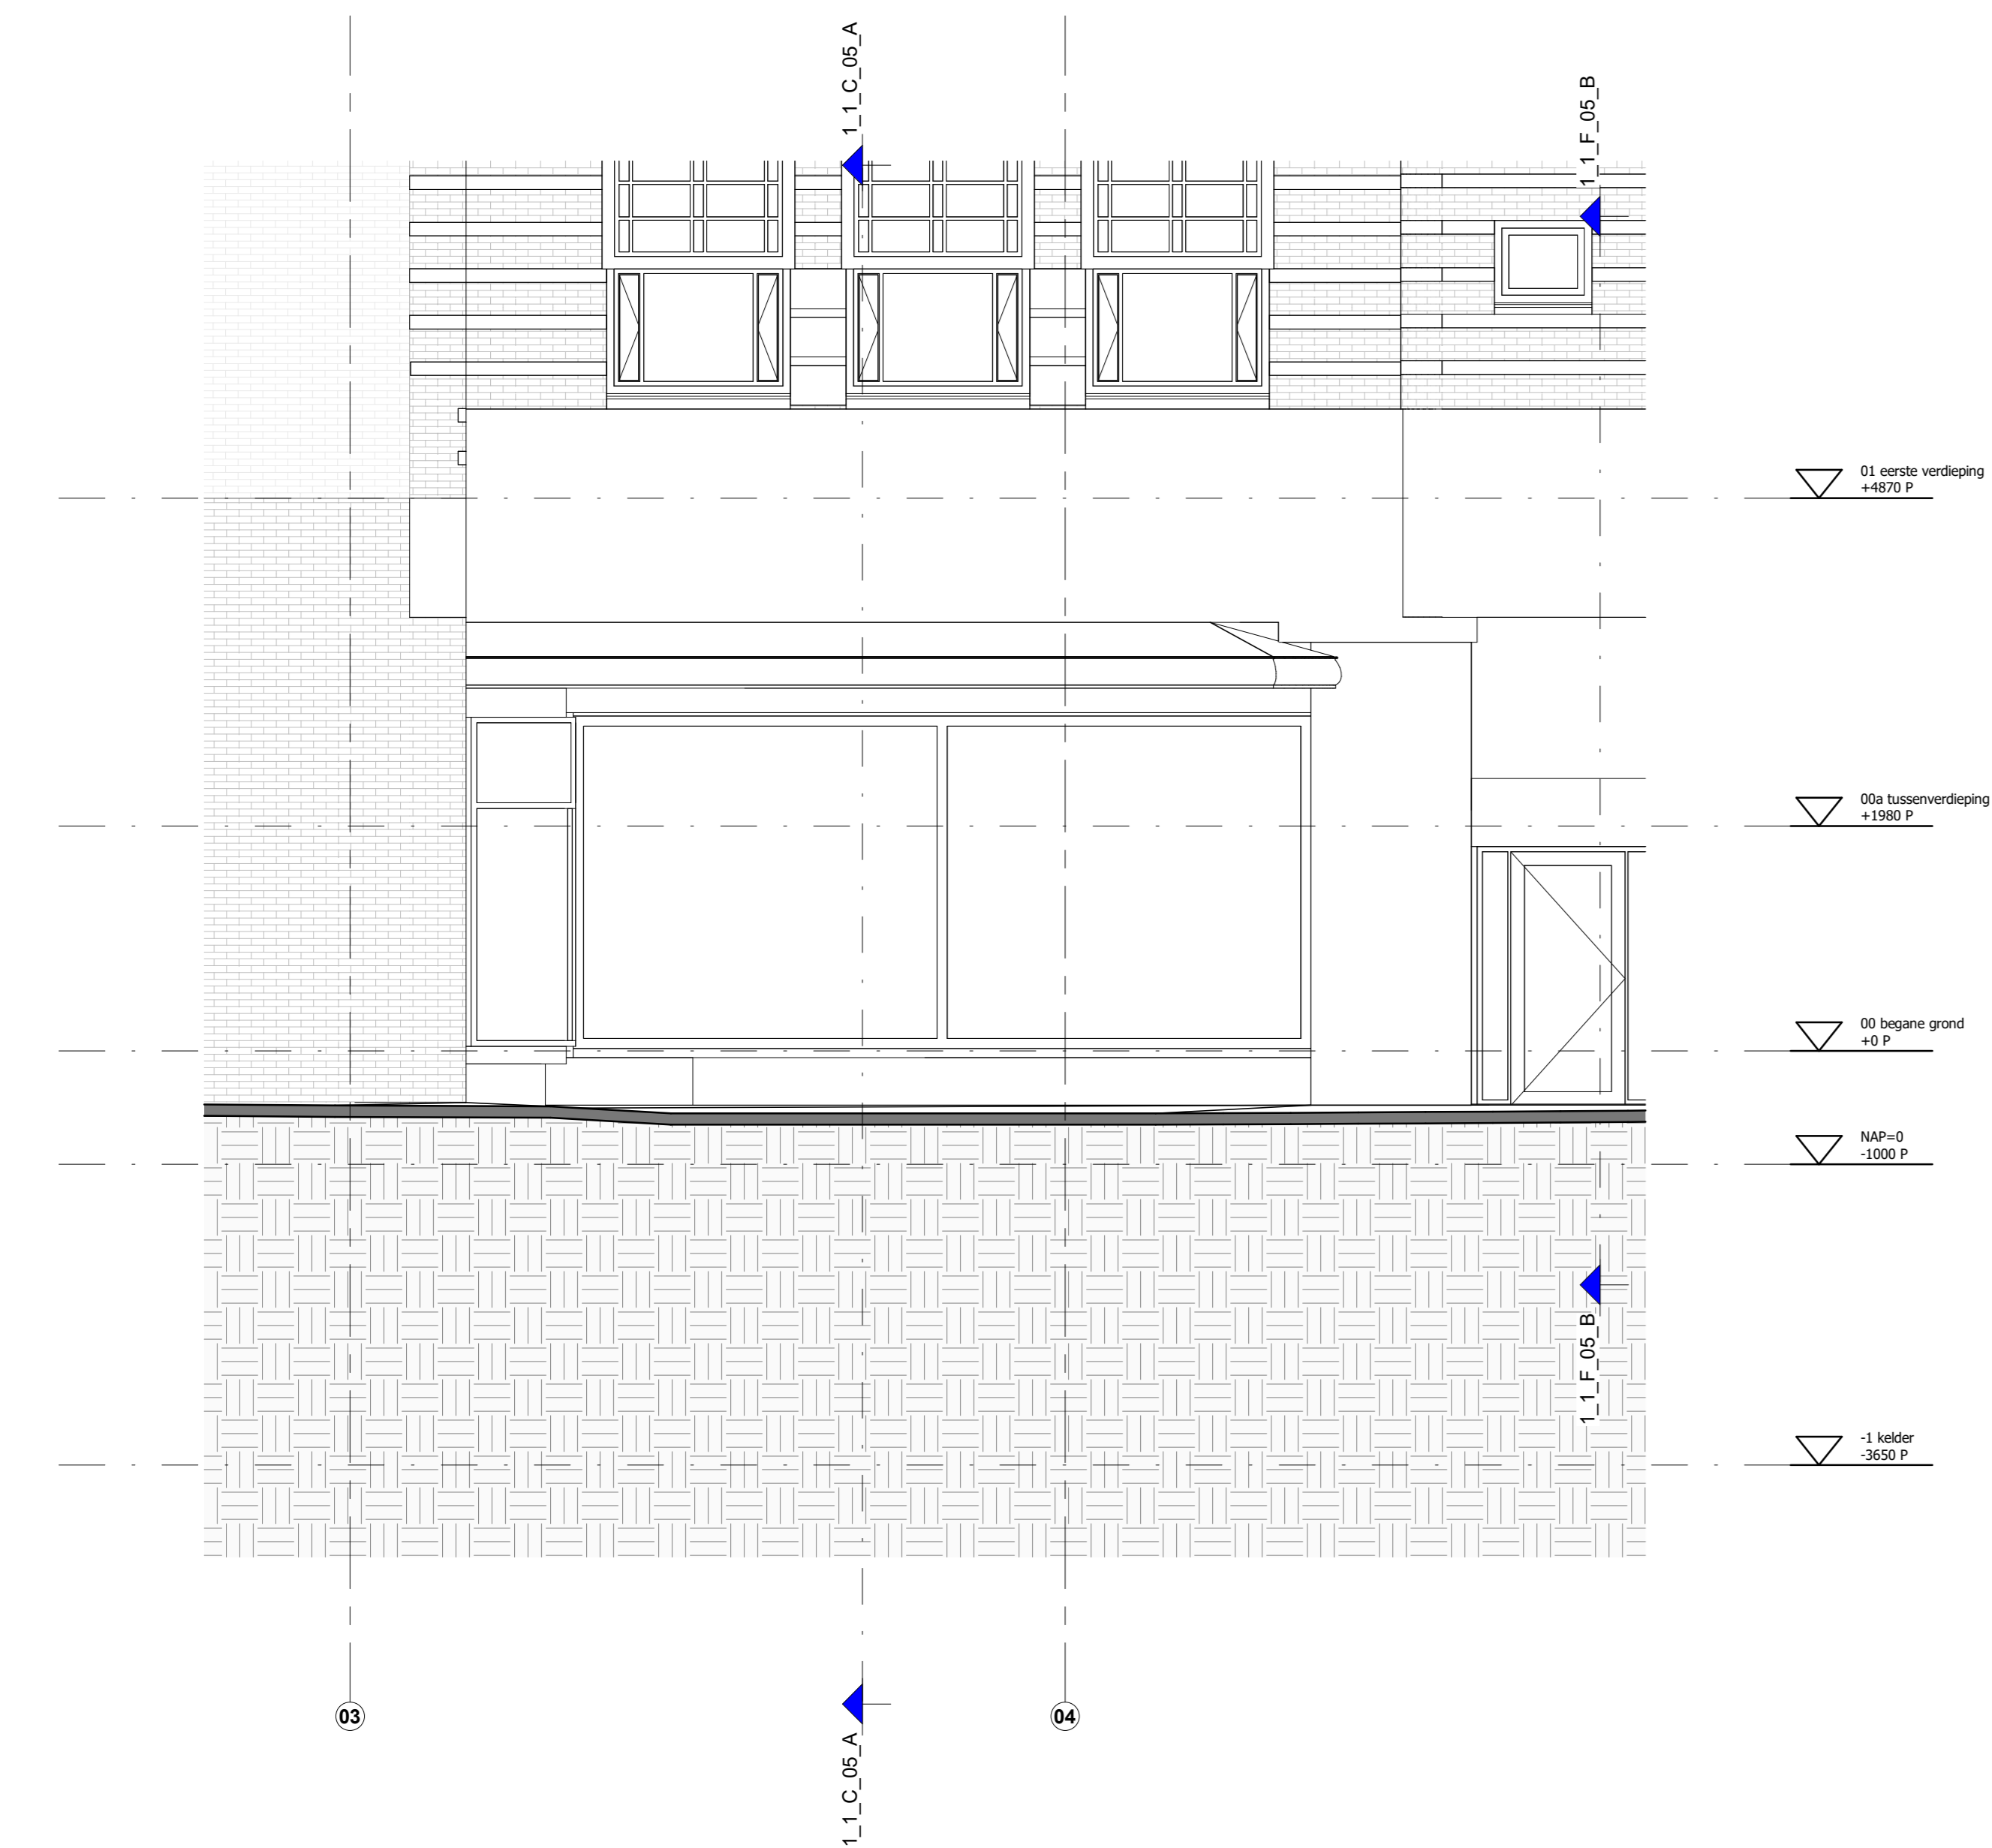 1_1_C_05_A
1_1_F_05_B
01 eerste verdieping
+4870 P
00a tussenverdieping
+1980 P
00 begane grond
+0 P
NAP=0
-1000 P
1_1_F_05_B
-1 kelder
-3650 P
03
04
1_1_C_05_A